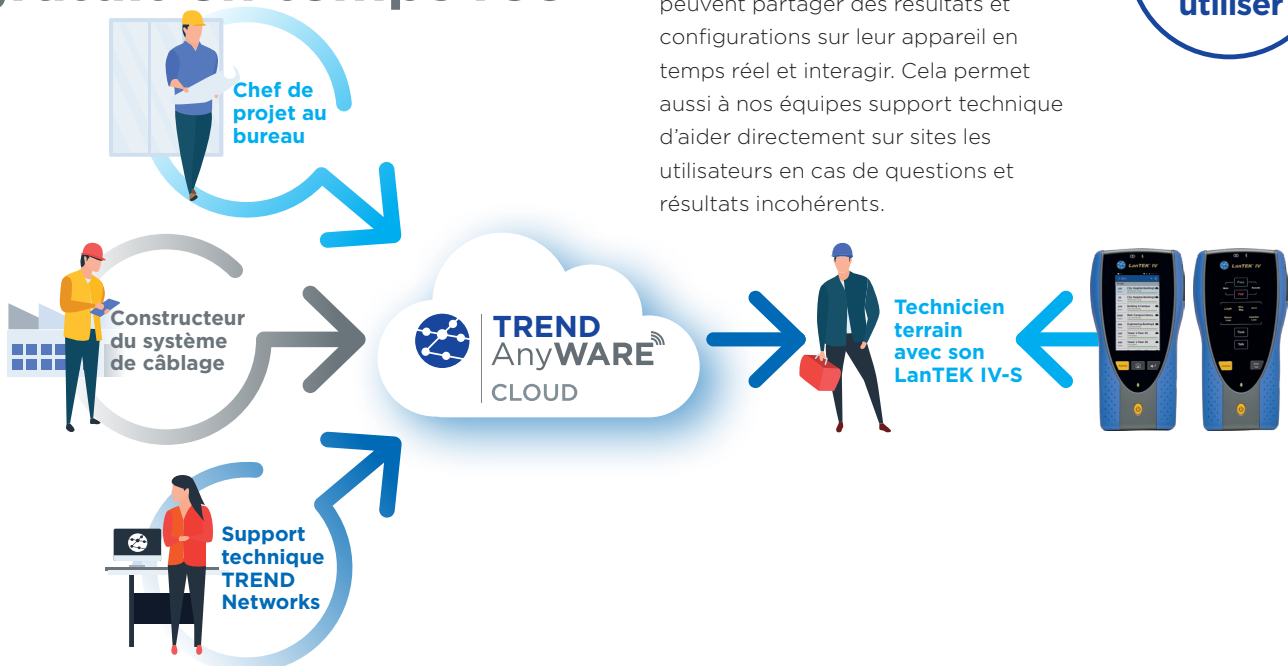 peuvent partager des résultats et
configurations sur leur appareil en
temps réel et interagir. Cela permet
aussi à nos équipes support technique
d'aider directement sur sites les
utilisateurs en cas de questions et
résultats incohérents.
utiliser
Chef de
projet au
bureau
Constructeur
du système
de câblage
Support
technique
TREND
Networks
TREND
AnyWARE
CLOUD
Technicien
terrain
avec son
LanTEK IV-S
LanTEK IV
LanTEK IV